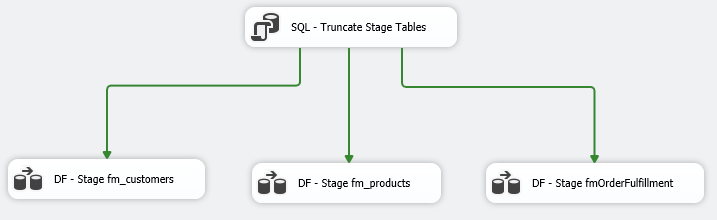 SQL - Truncate Stage Tables
DF - Stage fm_customers
DF - Stage fm_products
DF - Stage fmOrderFulfillment